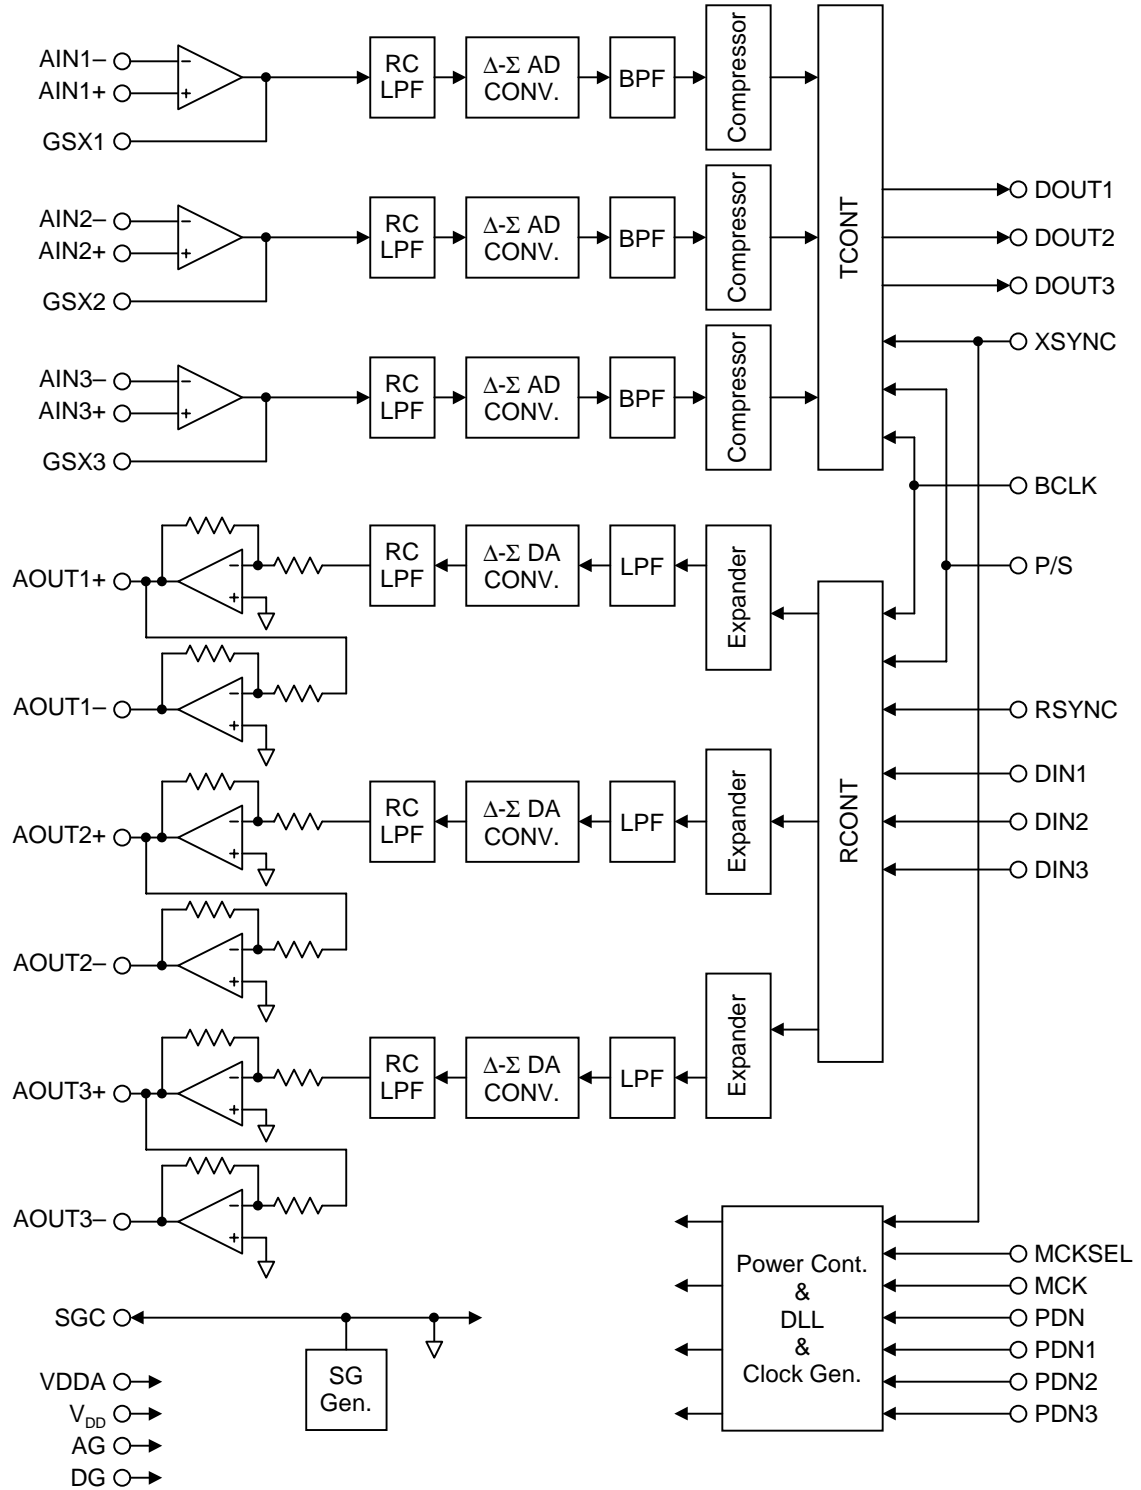 AIN1–
AIN1+
GSX1
RC
LPF
Δ-Σ AD
CONV.
BPF
Compressor
AIN2–
AIN2+
GSX2
RC
LPF
Δ-Σ AD
CONV.
BPF
Compressor
AIN3–
AIN3+
GSX3
RC
LPF
Δ-Σ AD
CONV.
BPF
Compressor
TCONT
DOUT1
DOUT2
DOUT3
XSYNC
BCLK
P/S
AOUT1+
AOUT1–
RC
LPF
Δ-Σ DA
CONV.
LPF
Expander
AOUT2+
AOUT2–
RC
LPF
Δ-Σ DA
CONV.
LPF
Expander
AOUT3+
AOUT3–
RC
LPF
Δ-Σ DA
CONV.
LPF
Expander
RCONT
RSYNC
DIN1
DIN2
DIN3
Power Cont.
&
DLL
&
Clock Gen.
MCKSEL
MCK
PDN
PDN1
PDN2
PDN3
SGC
SG
Gen.
VDDA
VDD
AG
DG